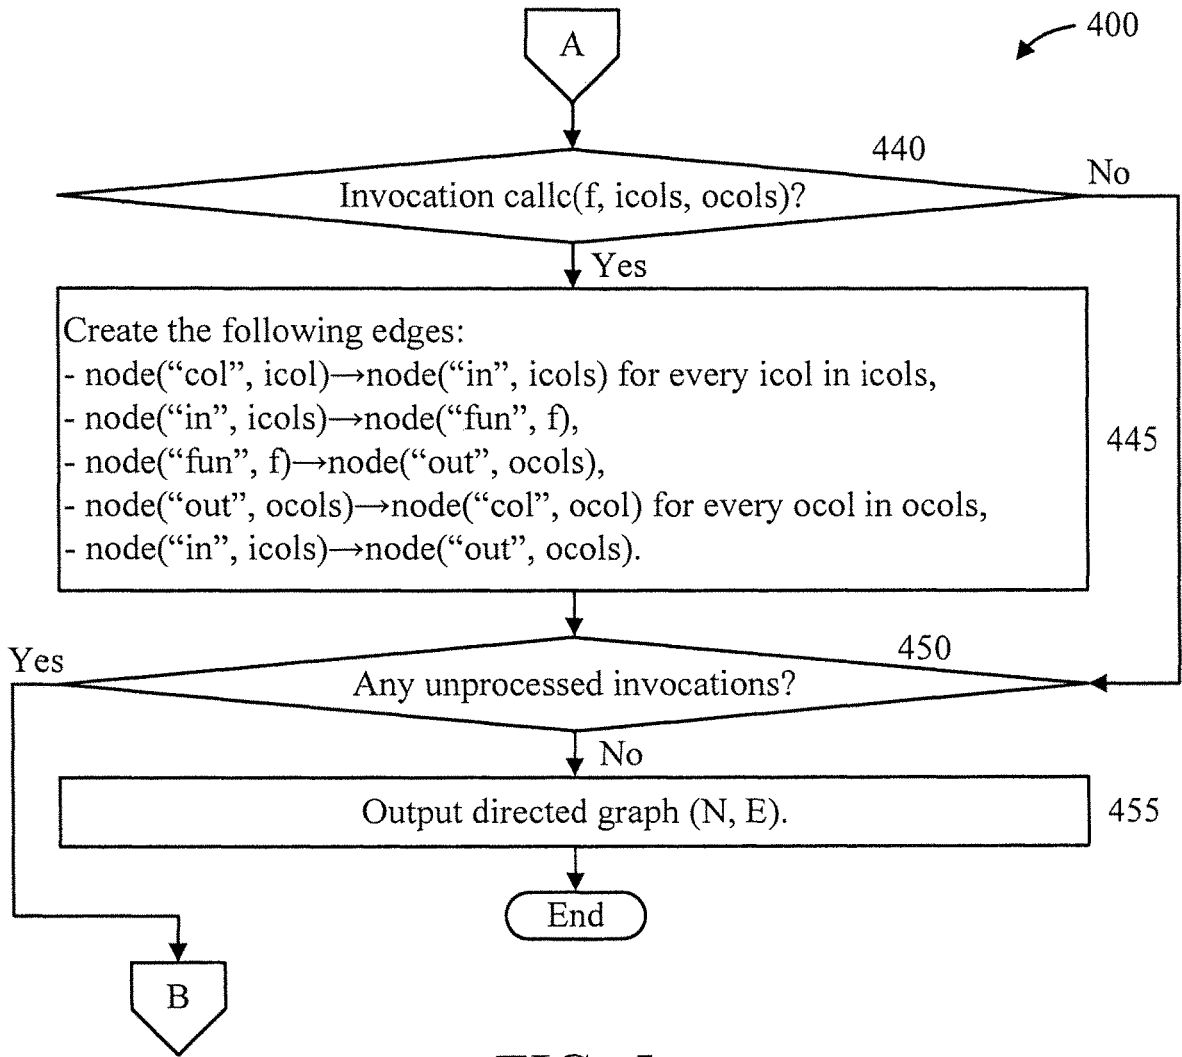 A
400
440
No
Invocation callc(f, icols, ocols)?
Yes
Create the following edges:
- node(“col”, icol)→node(“in”, icols) for every icol in icols,
- node(“in”, icols)→node(“fun”, f),
- node(“fun”, f)→node(“out”, ocols),
- node(“out”, ocols)→node(“col”, ocol) for every ocol in ocols,
- node(“in”, icols)→node(“out”, ocols).
445
Yes
450
Any unprocessed invocations?
No
Output directed graph (N, E).
455
End
B